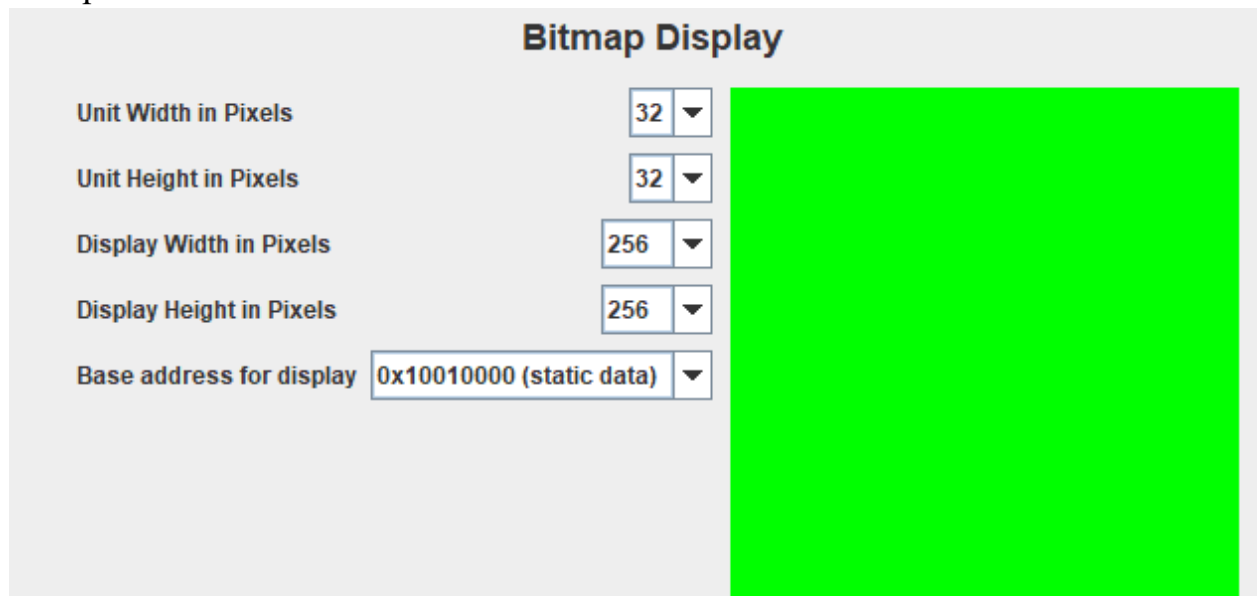 Bitmap Display
Unit Width in Pixels 32
Unit Height in Pixels 32
Display Width in Pixels 256
Display Height in Pixels 256
Base address for display 0x10010000 (static data)